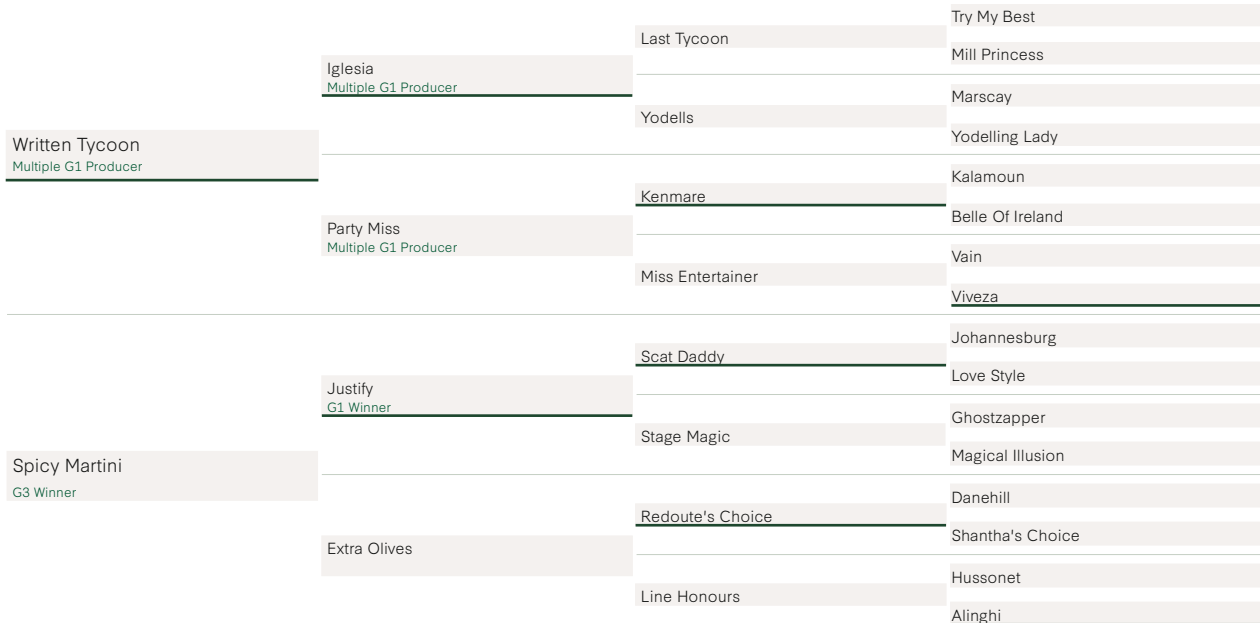 Written Tycoon
Multiple G1 Producer
Spicy Martini
G3 Winner
Iglesia
Multiple G1 Producer
Party Miss
Multiple G1 Producer
Justify
G1 Winner
Extra Olives
Last Tycoon
Yodells
Kenmare
Miss Entertainer
Scat Daddy
Stage Magic
Redoute's Choice
Line Honours
Try My Best
Mill Princess
Marscay
Yodelling Lady
Kalamoun
Belle Of Ireland
Vain
Viveza
Johannesburg
Love Style
Ghostzapper
Magical Illusion
Danehill
Shantha's Choice
Hussonet
Alinghi